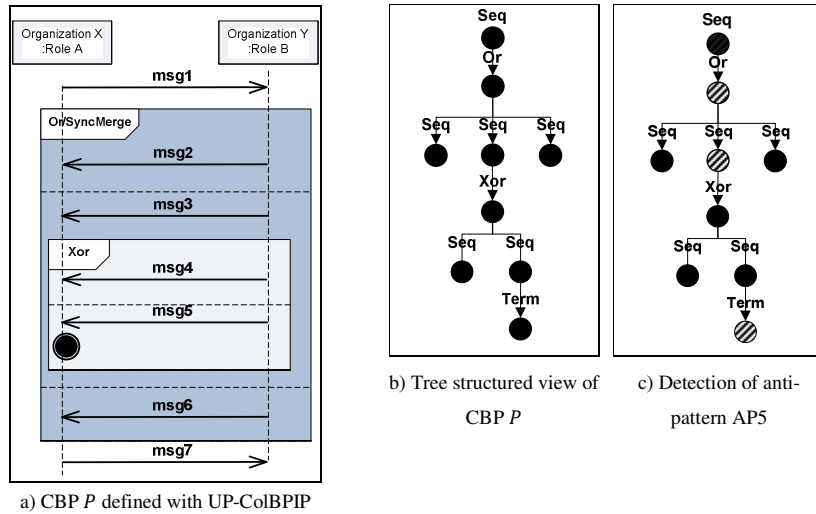 Organization X
:Role A
Organization Y
:Role B
msg1
Or/SyncMerge
msg2
msg3
Xor
msg4
msg5
msg6
msg7
a) CBP P defined with UP-ColBPIP
Seq
Or
Seq Seq Seq
Xor
Seq Seq
Term
b) Tree structured view of
CBP P
Seq
Or
Seq Seq Seq
Xor
Seq Seq
Term
c) Detection of anti-
pattern AP5